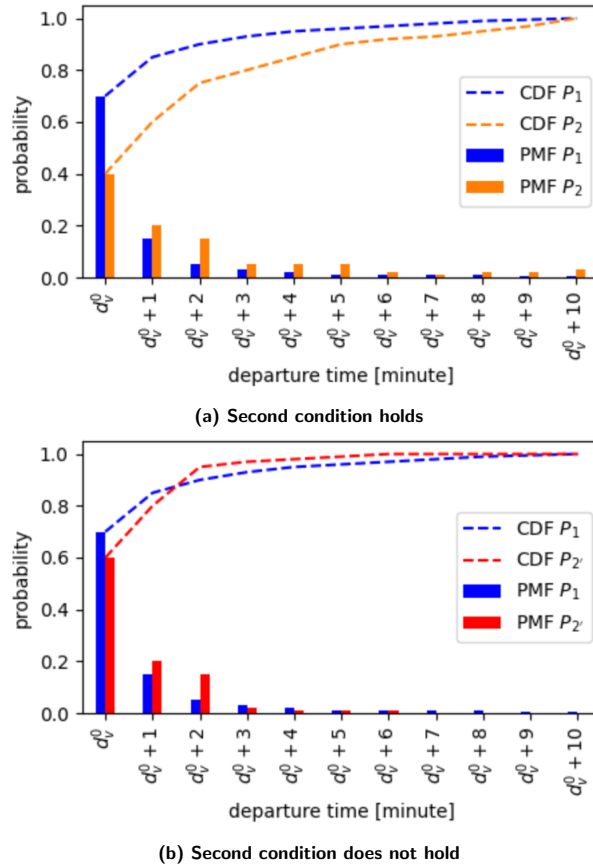 1.0
0.8
0.6
0.4
0.2
0.0
probability
CDF P₁
CDF P₂
PMF P₁
PMF P₂
d⁰ᵥ
d⁰ᵥ + 1
d⁰ᵥ + 2
d⁰ᵥ + 3
d⁰ᵥ + 4
d⁰ᵥ + 5
d⁰ᵥ + 6
d⁰ᵥ + 7
d⁰ᵥ + 8
d⁰ᵥ + 9
d⁰ᵥ + 10
departure time [minute]
(a) Second condition holds
1.0
0.8
0.6
0.4
0.2
0.0
probability
CDF P₁
CDF P₂′
PMF P₁
PMF P₂′
d⁰ᵥ
d⁰ᵥ + 1
d⁰ᵥ + 2
d⁰ᵥ + 3
d⁰ᵥ + 4
d⁰ᵥ + 5
d⁰ᵥ + 6
d⁰ᵥ + 7
d⁰ᵥ + 8
d⁰ᵥ + 9
d⁰ᵥ + 10
departure time [minute]
(b) Second condition does not hold